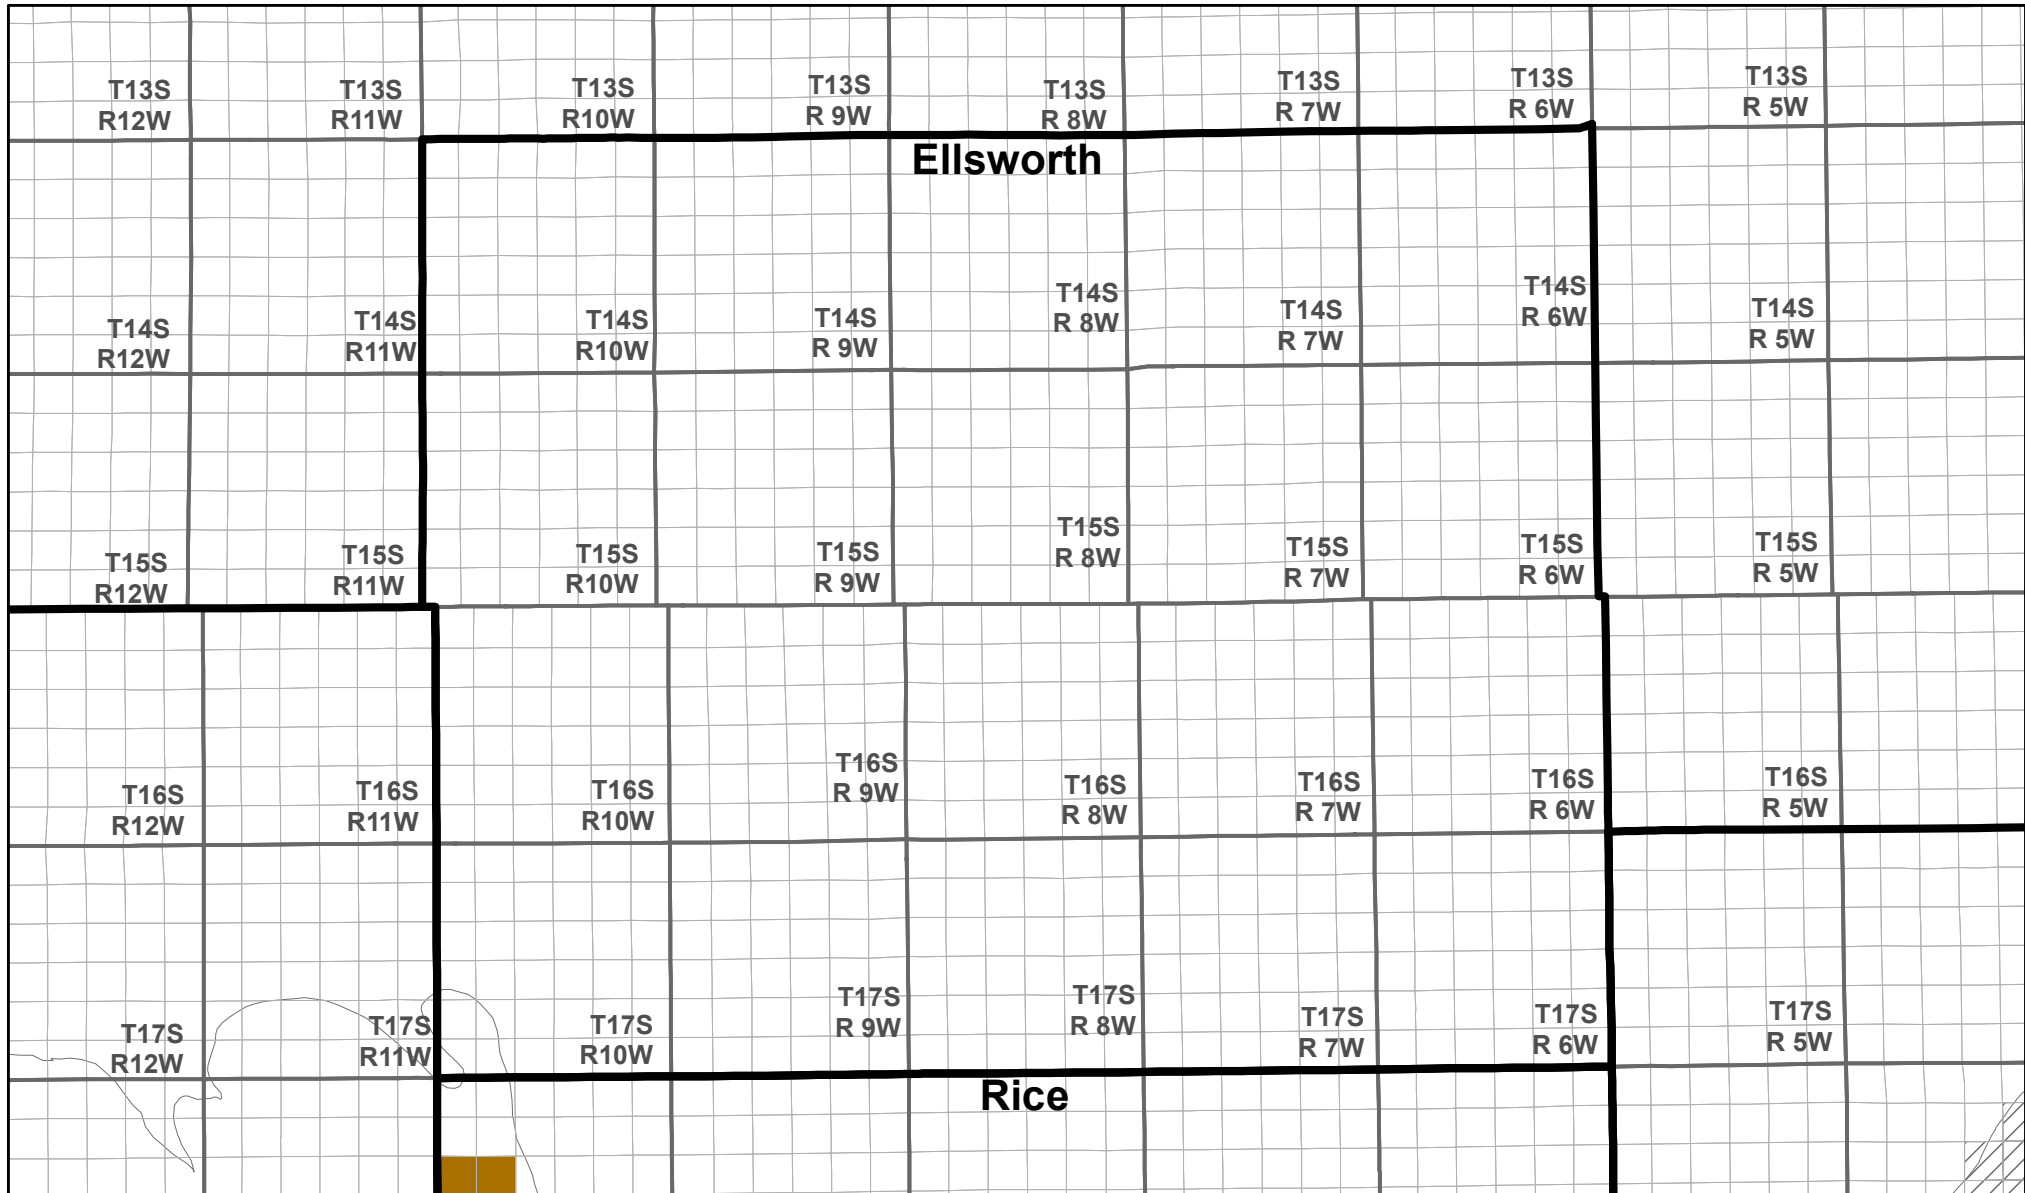 T13S
R12W
T13S
R11W
T13S
R10W
T13S
R 9W
T13S
R 8W
T13S
R 7W
T13S
R 6W
T13S
R 5W
Ellsworth
T14S
R12W
T14S
R11W
T14S
R10W
T14S
R 9W
T14S
R 8W
T14S
R 7W
T14S
R 6W
T14S
R 5W
T15S
R12W
T15S
R11W
T15S
R10W
T15S
R 9W
T15S
R 8W
T15S
R 7W
T15S
R 6W
T15S
R 5W
T16S
R12W
T16S
R11W
T16S
R10W
T16S
R 9W
T16S
R 8W
T16S
R 7W
T16S
R 6W
T16S
R 5W
T17S
R12W
T17S
R11W
T17S
R10W
T17S
R 9W
T17S
R 8W
T17S
R 7W
T17S
R 6W
T17S
R 5W
Rice